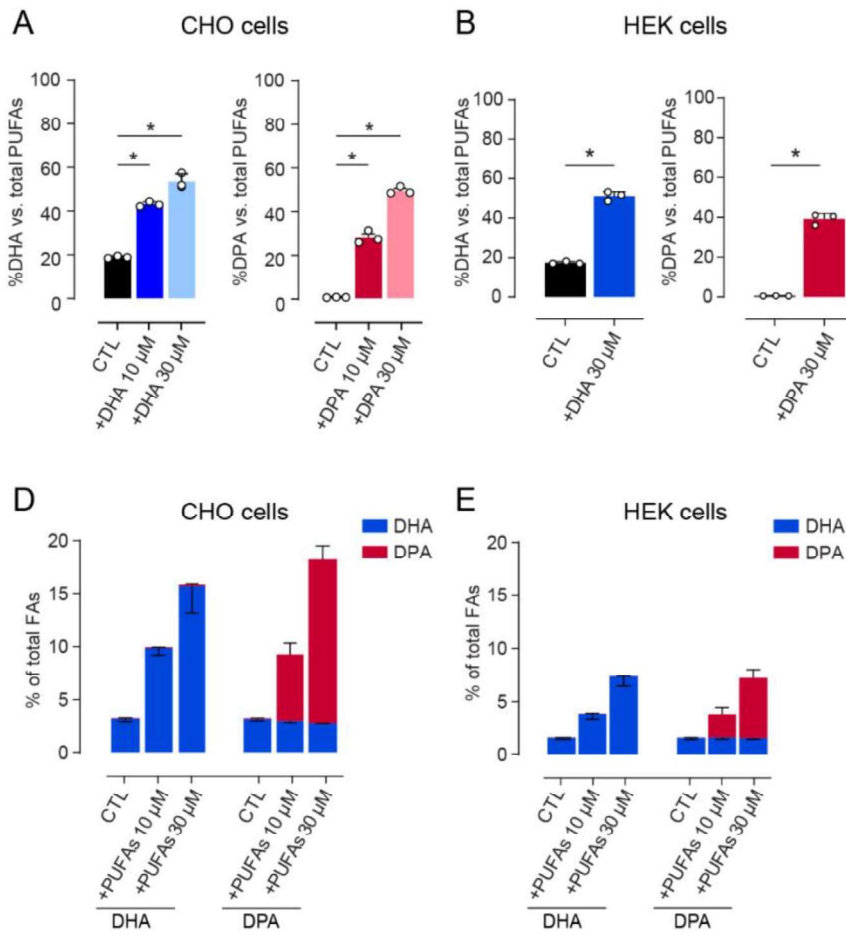 A
CHO cells
%DHA vs. total PUFAs
100
80
60
40
20
0
*
*
CTL
+DHA 10 µM
+DHA 30 µM
%DPA vs. total PUFAs
100
80
60
40
20
0
*
*
CTL
+DPA 10 µM
+DPA 30 µM
B
HEK cells
%DHA vs. total PUFAs
100
80
60
40
20
0
*
CTL
+DHA 30 µM
%DPA vs. total PUFAs
100
80
60
40
20
0
*
CTL
+DPA 30 µM
D
CHO cells
DHA
DPA
% of total FAs
20
15
10
5
0
CTL
+PUFAs 10 µM
+PUFAs 30 µM
DHA
CTL
+PUFAs 10 µM
+PUFAs 30 µM
DPA
E
HEK cells
DHA
DPA
% of total FAs
20
15
10
5
0
CTL
+PUFAs 10 µM
+PUFAs 30 µM
DHA
CTL
+PUFAs 10 µM
+PUFAs 30 µM
DPA